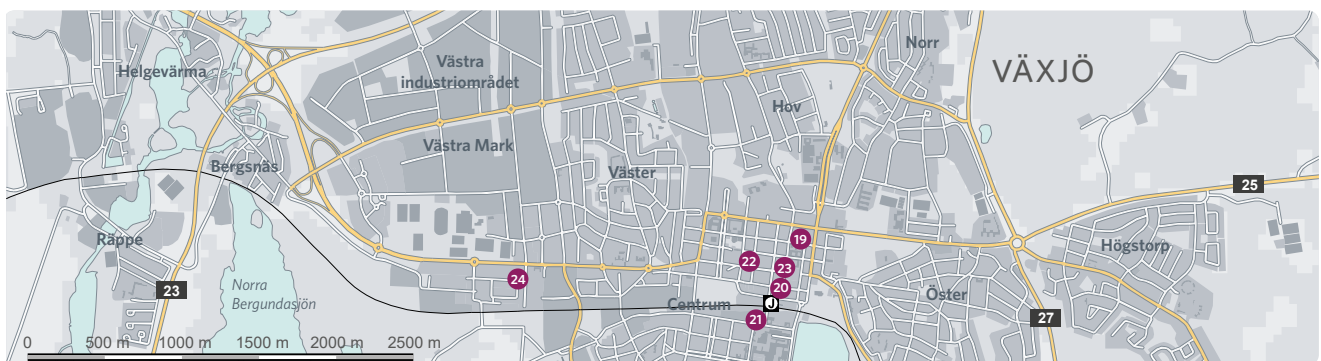 Norr
VÄXJÖ
Västra
industriområdet
Helgevärma
Hov
Västra Mark
Bergsnäs
Väster
25
Räppe
19
Högstorp
22
23
24
20
Öster
Norra
Bergundasjön
23
Centrum
J
21
27
0 500 m 1000 m 1500 m 2000 m 2500 m